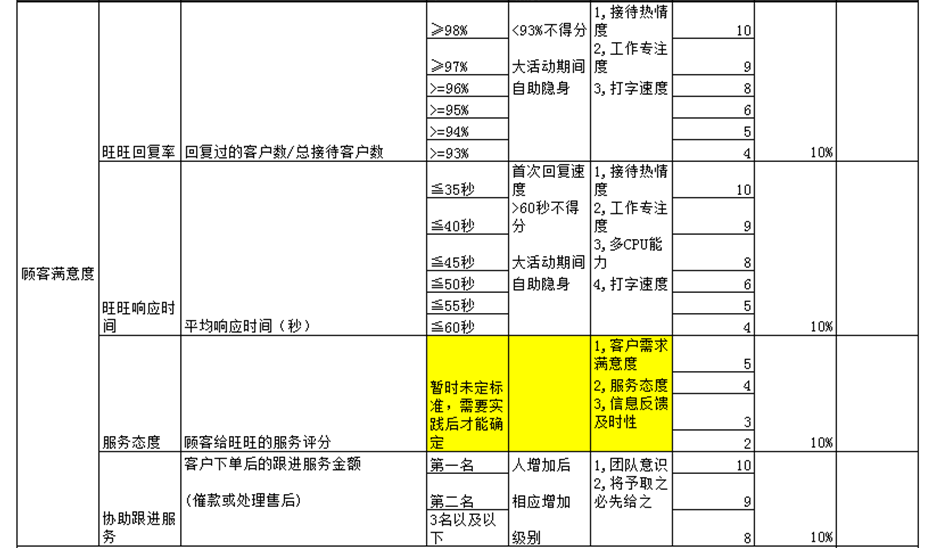 顾客满意度
旺旺回复率
回复过的客户数/总接待客户数
≥98%
≥97%
>=96%
>=95%
>=94%
>=93%
<93%不得分
大活动期间
自助隐身
1,接待热情
度
2,工作专注
度
3,打字速度
10
9
8
6
5
4
10%
旺旺响应时
间
平均响应时间（秒）
≦35秒
≦40秒
≦45秒
≦50秒
≦55秒
≦60秒
首次回复速
度
>60秒不得
分
大活动期间
自助隐身
1,接待热情
度
2,工作专注
度
3,多CPU能
力
4,打字速度
10
9
8
6
5
4
10%
服务态度
顾客给旺旺的服务评分
暂时未定标
准，需要实
践后才能确
定
1,客户需求
满意度
2,服务态度
3,信息反馈
及时性
5
4
3
2
10%
协助跟进服
务
客户下单后的跟进服务金额
(催款或处理售后)
第一名
第二名
3名以及以
下
人增加后
相应增加
级别
1,团队意识
2,将予取之
必先给之
10
9
8
10%